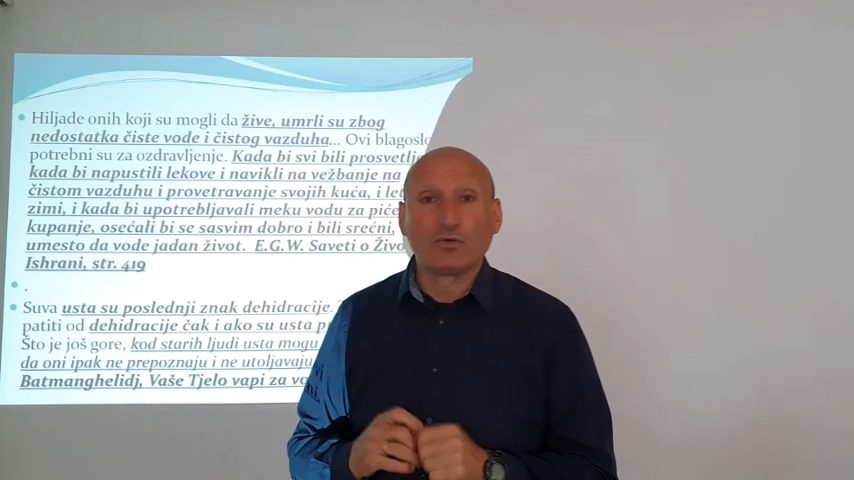 Hiljade onih koji su mogli da žive, umrli su zbog
nedostatka čiste vode i čistog vazduha... Ovi blagoslo
potrebni su za ozdravljenje. Kada bi svi bili prosvetlje
kada bi napustili lekove i navikli na vežbanje na
čistom vazduhu i provetravanje svojih kuća, i let
zimi, i kada bi upotrebljavali meku vodu za piće
kupanje, osećali bi se sasvim dobro i bili srećni,
umesto da vode jadan život. E.G.W. Saveti o Živo
Ishrani, str. 419
.
Suva usta su poslednji znak dehidracije.
patiti od dehidracije čak i ako su usta
Što je još gore, kod starih ljudi usta mogu
da oni ipak ne prepoznaju i ne utoljavaju
Batmanghelidj, Vaše Tjelo vapi za vo